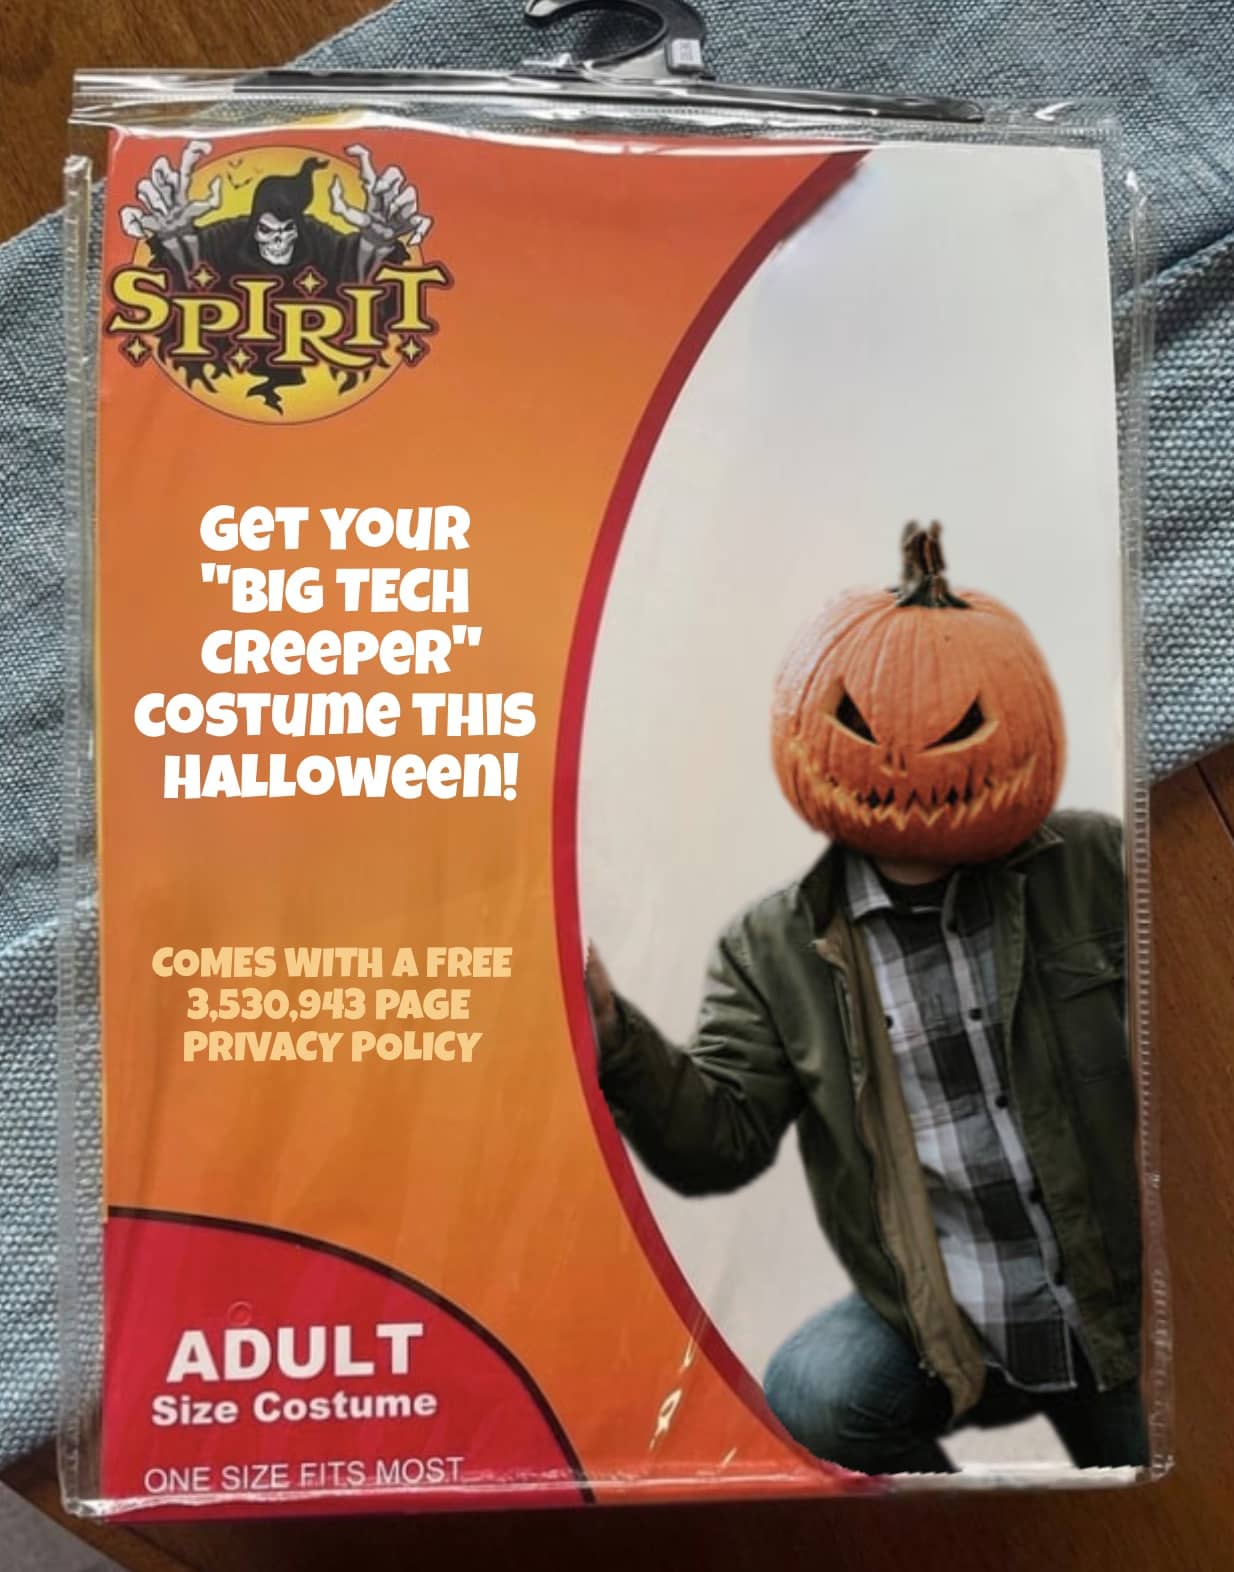 SPIRIT
GET YOUR
"BIG TECH
CREEPER"
COSTUME THIS
HALLOWEEN!
COMES WITH A FREE
3,530,943 PAGE
PRIVACY POLICY
ADULT
Size Costume
ONE SIZE FITS MOST